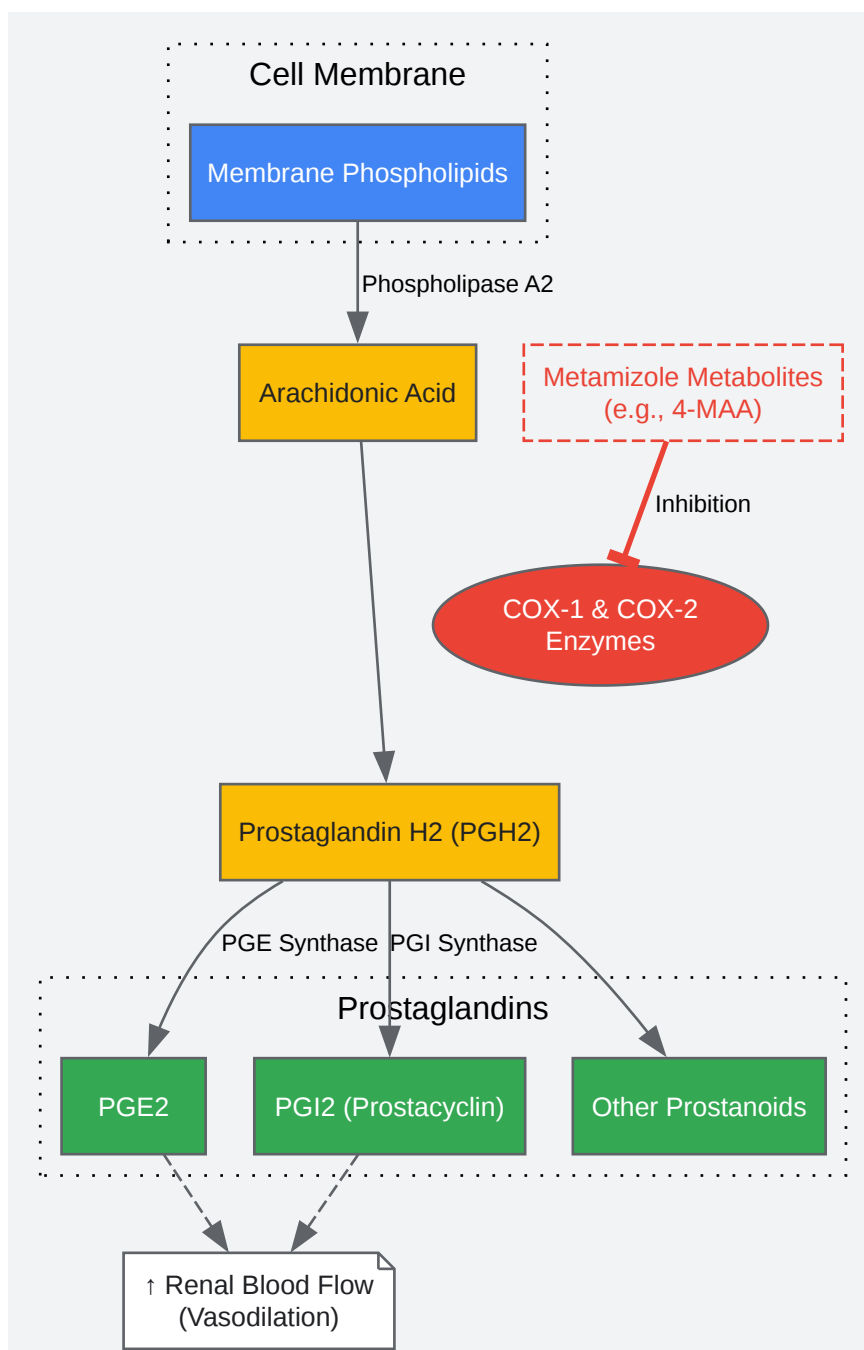 Cell Membrane
Membrane Phospholipids
Phospholipase A2
Arachidonic Acid
Metamizole Metabolites
(e.g., 4-MAA)
Inhibition
COX-1 & COX-2
Enzymes
Prostaglandin H2 (PGH2)
PGE Synthase
PGI Synthase
Prostaglandins
PGE2
PGI2 (Prostacyclin)
Other Prostanoids
↑ Renal Blood Flow
(Vasodilation)